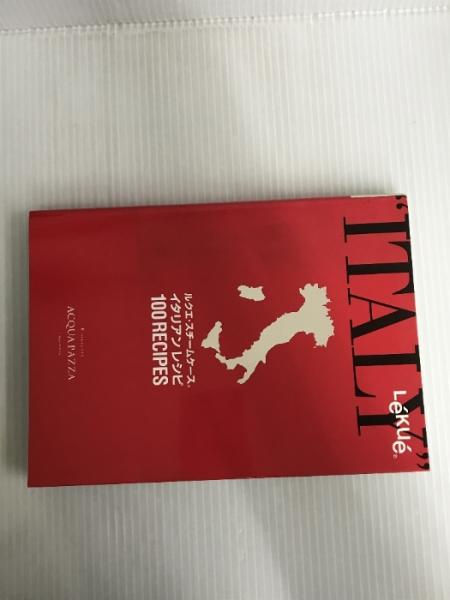 "ITALY"
Lékué®
ルクエ・スチームケース。
イタリアン レシピ
100 RECIPES
ACQUA PAZZA